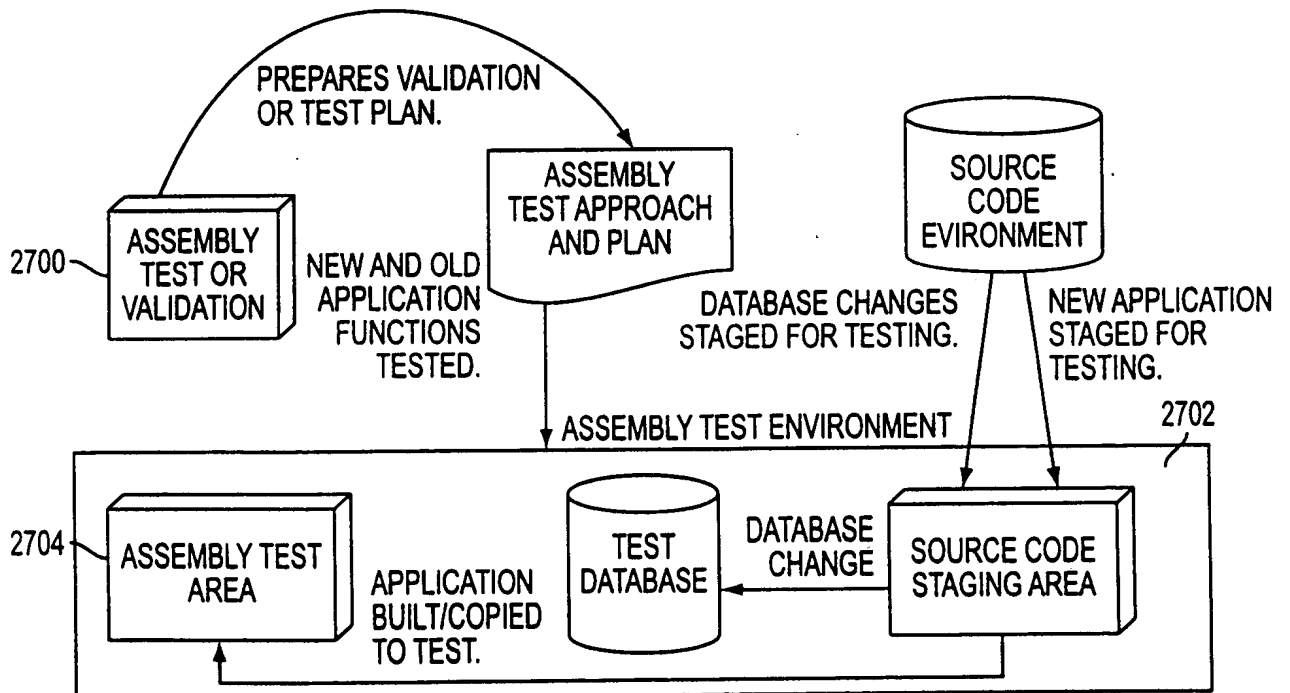 PREPARES VALIDATION
OR TEST PLAN.
2700
ASSEMBLY
TEST OR
VALIDATION
ASSEMBLY
TEST APPROACH
AND PLAN
SOURCE
CODE
EVIRONMENT
NEW AND OLD
APPLICATION
FUNCTIONS
TESTED.
DATABASE CHANGES
STAGED FOR TESTING.
NEW APPLICATION
STAGED FOR
TESTING.
ASSEMBLY TEST ENVIRONMENT
2702
2704
ASSEMBLY TEST
AREA
APPLICATION
BUILT/COPIED
TO TEST.
TEST
DATABASE
DATABASE
CHANGE
SOURCE CODE
STAGING AREA